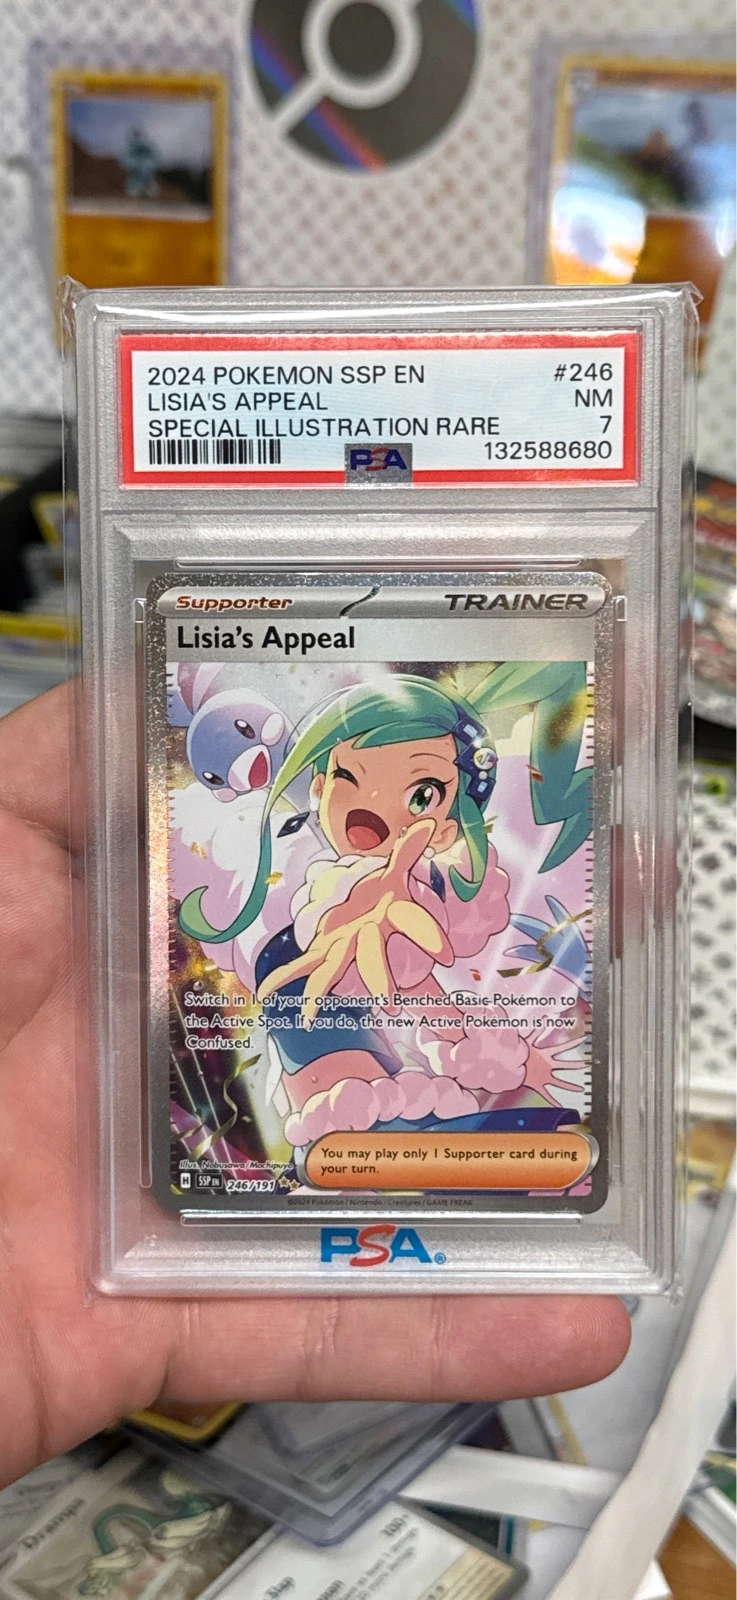 2024 POKEMON SSP EN #246
LISIA'S APPEAL NM
SPECIAL ILLUSTRATION RARE 7
PSA 132588680
Supporter TRAINER
Lisia's Appeal
Switch in 1 of your opponent's Benched Basic Pokémon to
the Active Spot. If you do, the new Active Pokémon is now
Confused.
You may play only 1 Supporter card during
your turn.
Illus. Nobusawa/Mochipuyo
H SSP EN 246/191
©2024 Pokémon / Nintendo / Creatures / GAME FREAK
PSA®